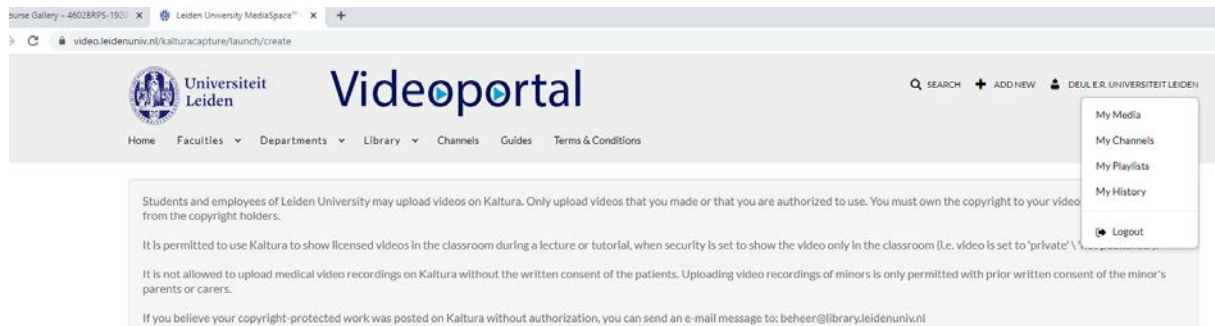 ourse Gallery – 46028RPS-1920
Leiden University MediaSpace™ -
video.leidenuniv.nl/kalturacapture/launch/create
Universiteit
Leiden
Videoportal
SEARCH ADD NEW DEUL E.R. UNIVERSITEIT LEIDEN
My Media
My Channels
My Playlists
My History
Logout
Home Faculties Departments Library Channels Guides Terms & Conditions
Students and employees of Leiden University may upload videos on Kaltura. Only upload videos that you made or that you are authorized to use. You must own the copyright to your video
from the copyright holders.
It is permitted to use Kaltura to show licensed videos in the classroom during a lecture or tutorial, when security is set to show the video only in the classroom (i.e. video is set to 'private' \
It is not allowed to upload medical video recordings on Kaltura without the written consent of the patients. Uploading video recordings of minors is only permitted with prior written consent of the minor's
parents or carers.
If you believe your copyright-protected work was posted on Kaltura without authorization, you can send an e-mail message to: beheer@library.leidenuniv.nl